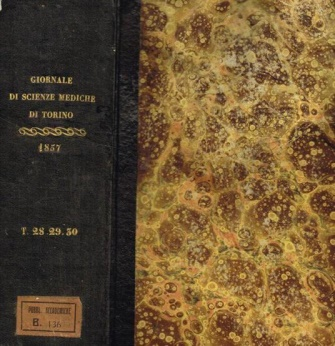 GIORNALE
DI SCIENZE MEDICHE
DI TORINO
1857
T. 28. 29. 30
B. 136